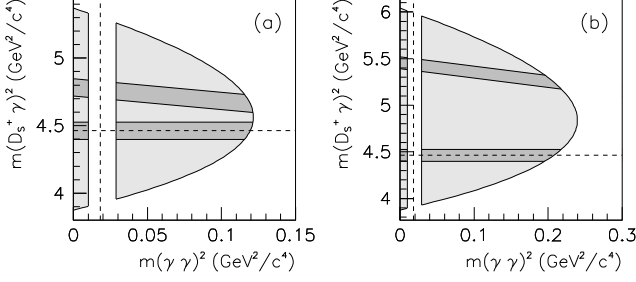 (a)
m(D_s^+ γ)^2 (GeV^2/c^4)
5
4.5
4
0
0.05
0.1
0.15
m(γ γ)^2 (GeV^2/c^4)
(b)
m(D_s^+ γ)^2 (GeV^2/c^4)
6
5.5
5
4.5
4
0
0.1
0.2
0.3
m(γ γ)^2 (GeV^2/c^4)